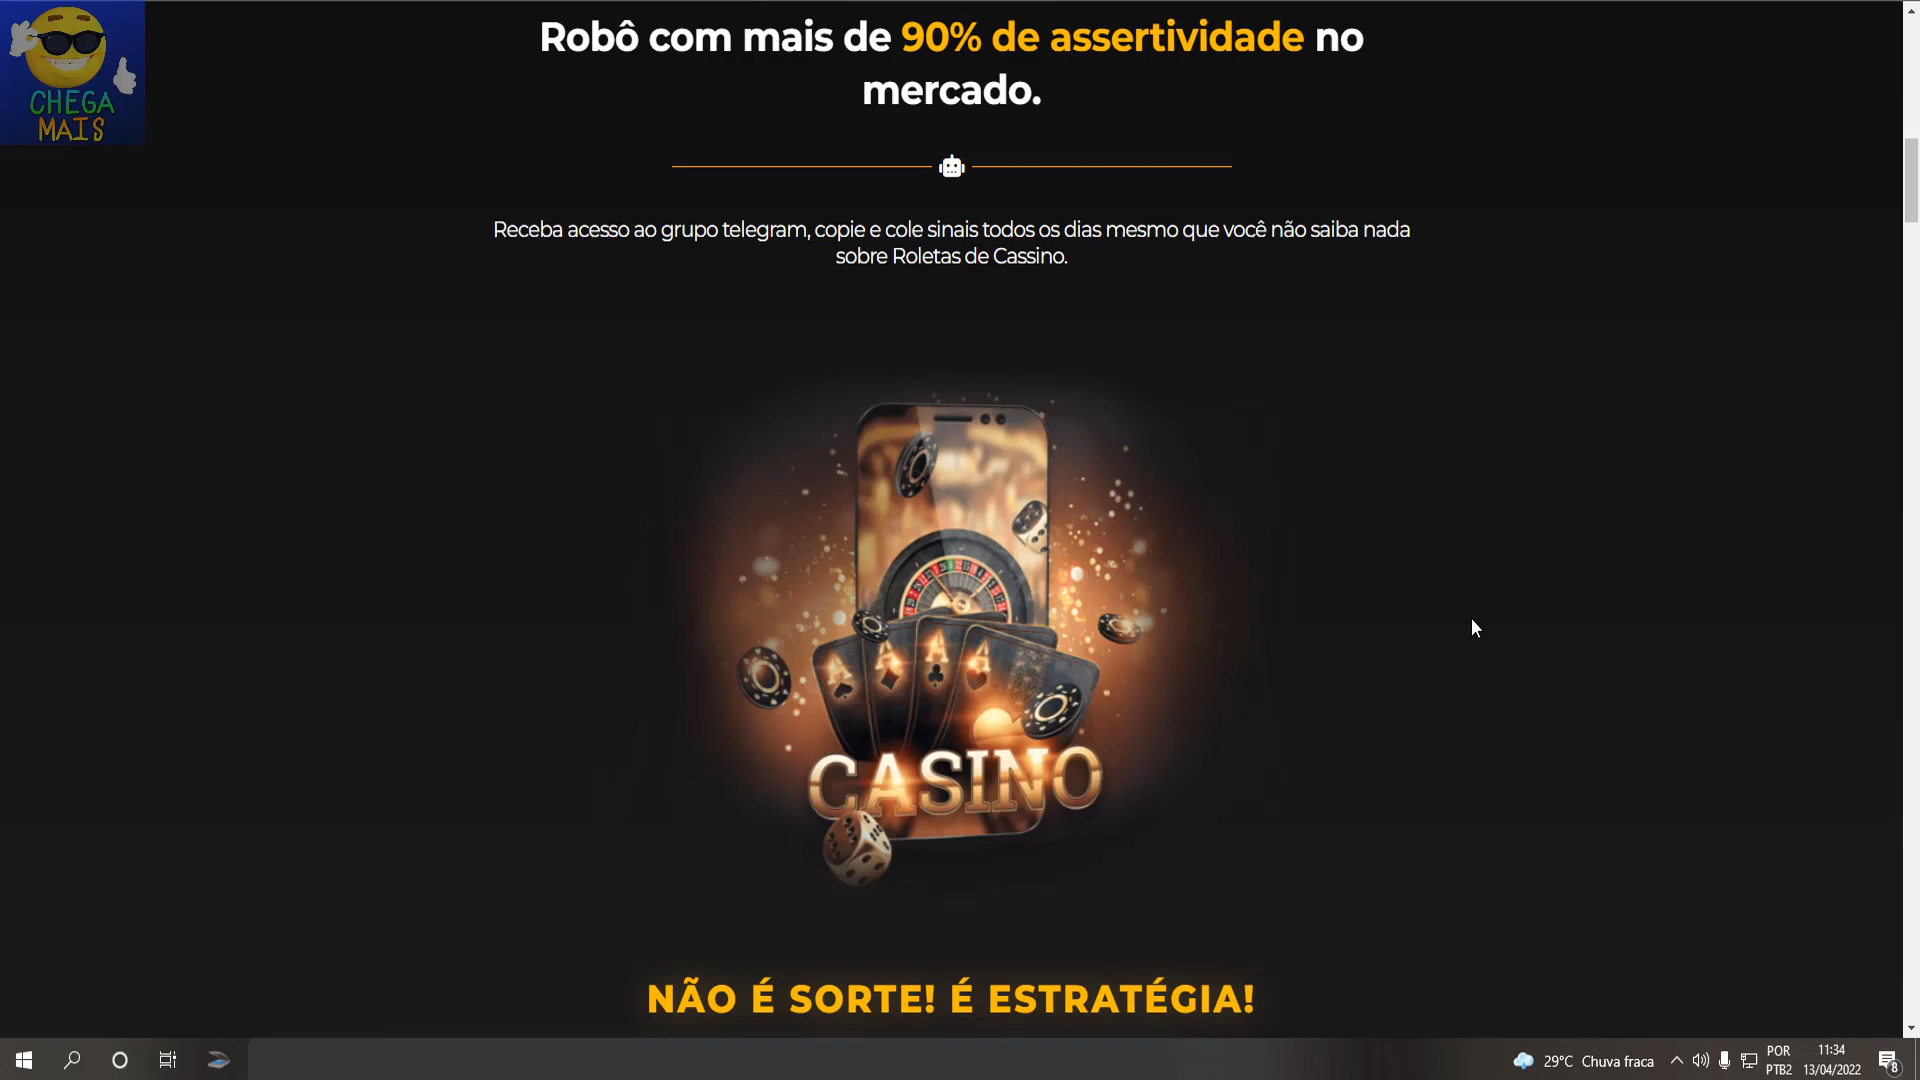 Robô com mais de 90% de assertividade no
mercado.
CHEGA
MAIS
Receba acesso ao grupo telegram, copie e cole sinais todos os dias mesmo que você não saiba nada
sobre Roletas de Cassino.
A A A A
CASINO
NÃO É SORTE! É ESTRATÉGIA!
29°C Chuva fraca
POR
PTB2
11:34
13/04/2022
8